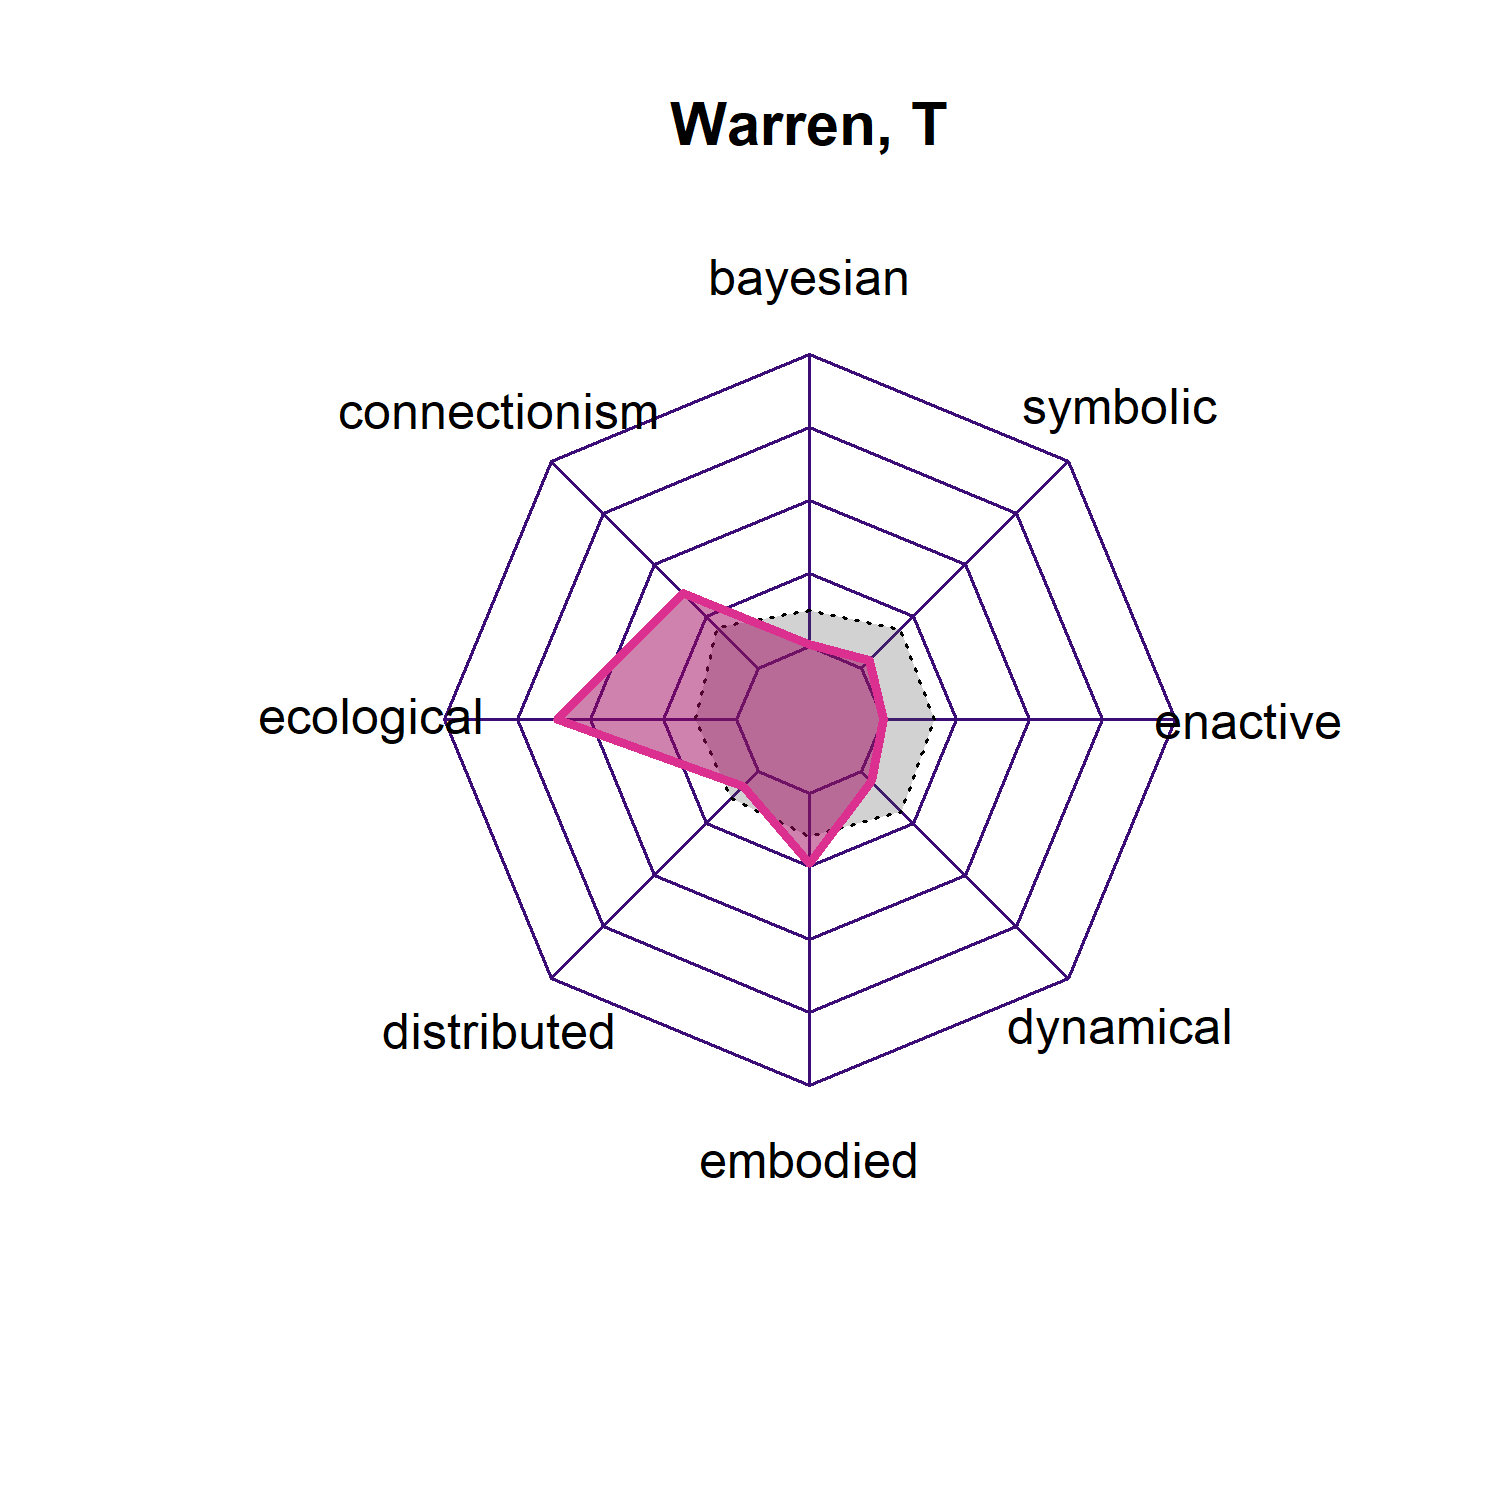 Warren, T
bayesian
symbolic
connectionism
ecological
enactive
distributed
dynamical
embodied